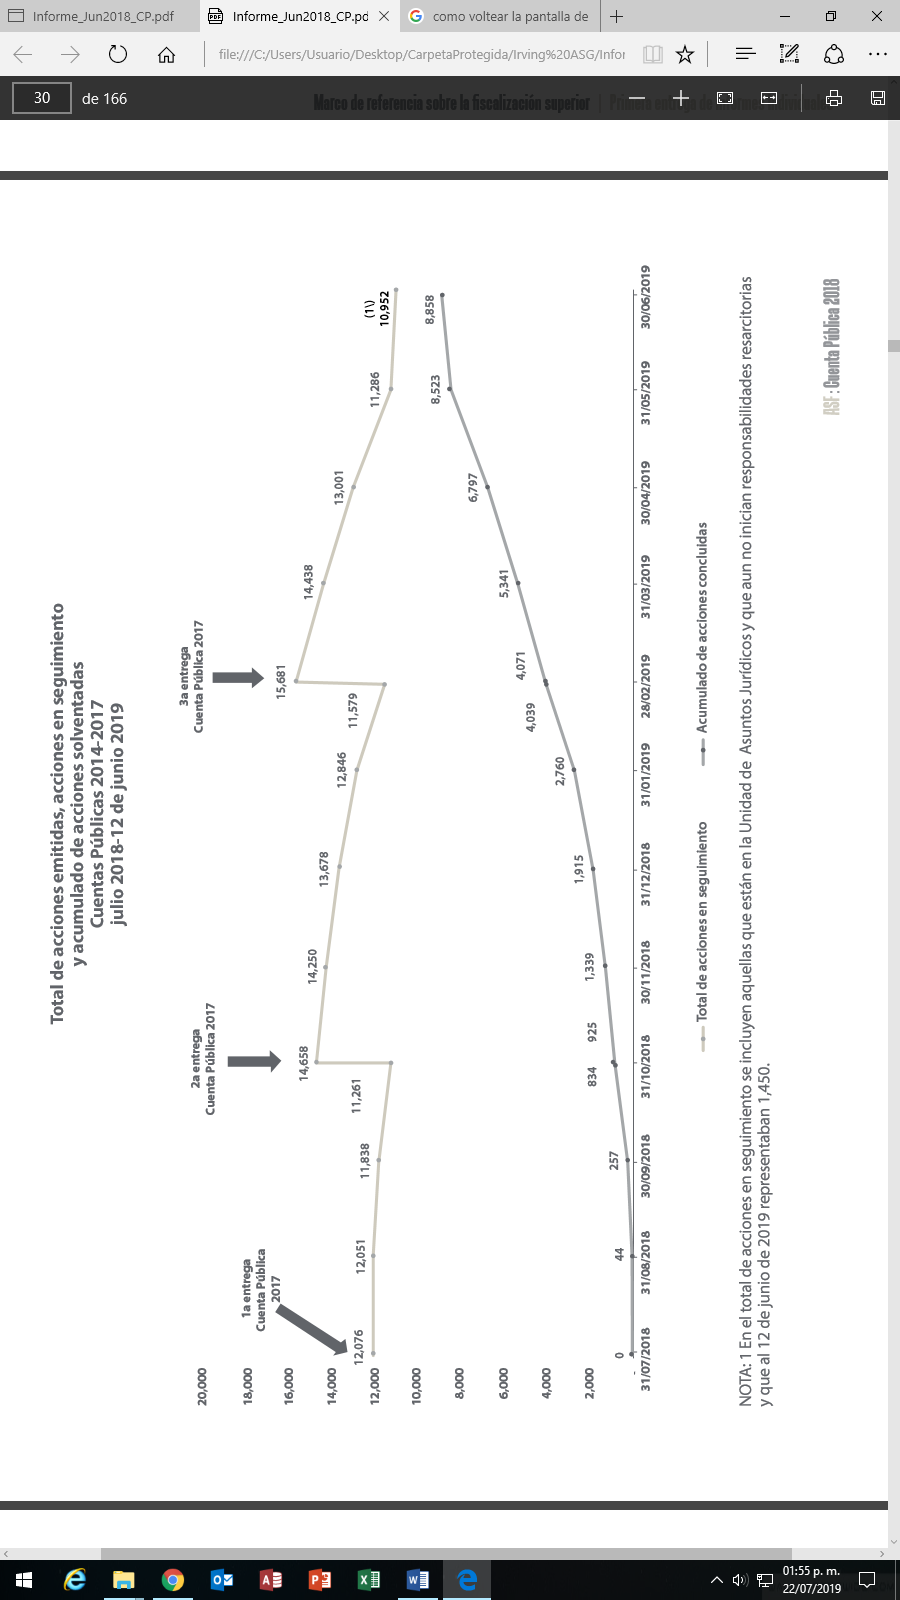 Informe_Jun2018_CP.pdf
Informe_Jun2018_CP.pd
como voltear la pantalla de
file:///C:/Users/Usuario/Desktop/CarpetaProtegida/Irving%20ASG/Infor
30 de 166
Marco de referencia sobre la fiscalización superior |
Total de acciones emitidas, acciones en seguimiento
y acumulado de acciones solventadas
Cuentas Públicas 2014-2017
julio 2018-12 de junio 2019
1a entrega
Cuenta Pública
2017
2a entrega
Cuenta Pública 2017
3a entrega
Cuenta Pública 2017
20,000
18,000
16,000
14,000
12,000
10,000
8,000
6,000
4,000
2,000
-
12,076
12,051
11,838
11,261
14,658
14,250
13,678
12,846
11,579
15,681
14,438
13,001
11,286
(1\)
10,952
0
44
257
834
925
1,339
1,915
2,760
4,039
4,071
5,341
6,797
8,523
8,858
31/07/2018
31/08/2018
30/09/2018
31/10/2018
30/11/2018
31/12/2018
31/01/2019
28/02/2019
31/03/2019
30/04/2019
31/05/2019
30/06/2019
Total de acciones en seguimiento
Acumulado de acciones concluidas
NOTA: 1 En el total de acciones en seguimiento se incluyen aquellas que están en la Unidad de Asuntos Jurídicos y que aun no inician responsabilidades resarcitorias
y que al 12 de junio de 2019 representaban 1,450.
ASF: Cuenta Pública 2018
01:55 p. m.
22/07/2019